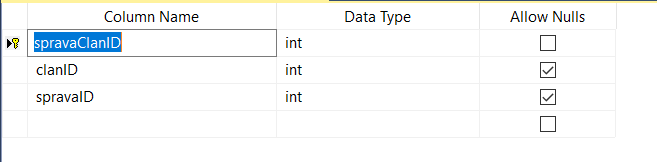 Column Name Data Type Allow Nulls
spravaClanID int
clanID int
spravaID int